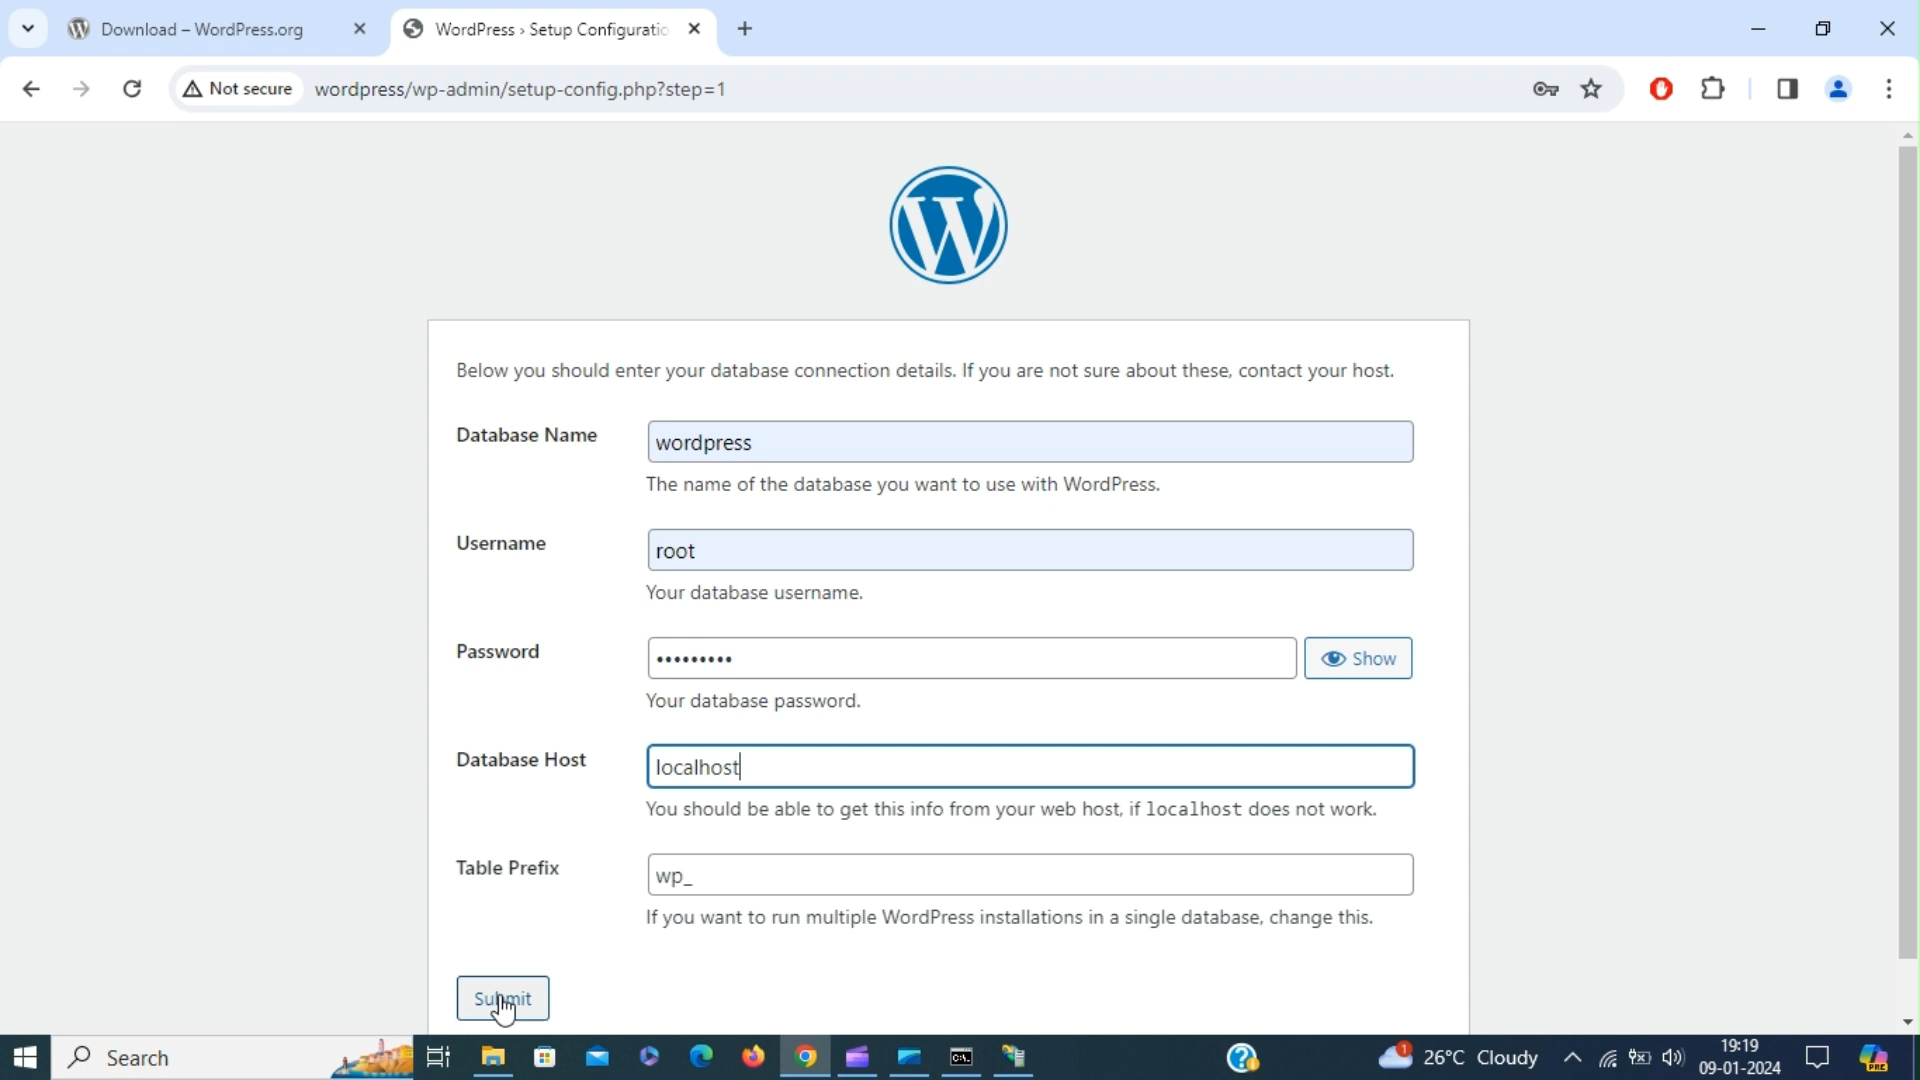 Download – WordPress.org
WordPress › Setup Configuratio
Not secure
wordpress/wp-admin/setup-config.php?step=1
Below you should enter your database connection details. If you are not sure about these, contact your host.
Database Name
wordpress
The name of the database you want to use with WordPress.
Username
root
Your database username.
Password
•••••••••
Show
Your database password.
Database Host
localhost
You should be able to get this info from your web host, if localhost does not work.
Table Prefix
wp_
If you want to run multiple WordPress installations in a single database, change this.
Submit
Search
1
26°C Cloudy
19:19
09-01-2024
PRE